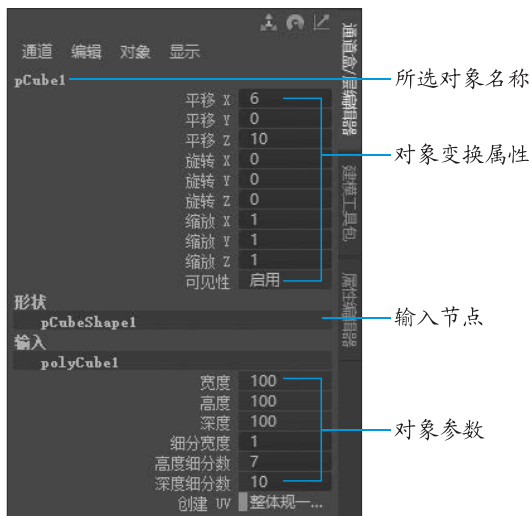 通道 编辑 对象 显示
pCube1
平移 X 6
平移 Y 0
平移 Z 10
旋转 X 0
旋转 Y 0
旋转 Z 0
缩放 X 1
缩放 Y 1
缩放 Z 1
可见性 启用
形状
pCubeShape1
输入
polyCube1
宽度 100
高度 100
深度 100
细分宽度 1
高度细分数 7
深度细分数 10
创建 UV 整体规一...
通道盒/层编辑器
建模工具包
属性编辑器
所选对象名称
对象变换属性
输入节点
对象参数